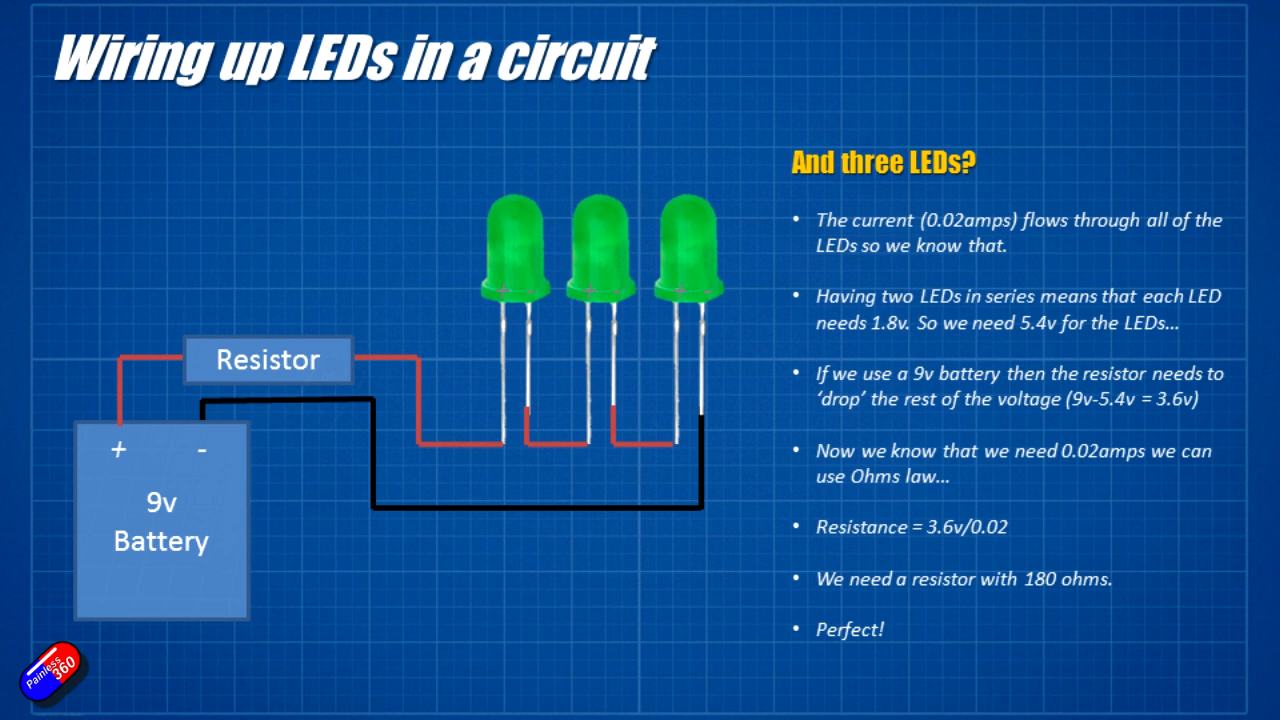 Wiring up LEDs in a circuit
And three LEDs?
• The current (0.02amps) flows through all of the
LEDs so we know that.
• Having two LEDs in series means that each LED
needs 1.8v. So we need 5.4v for the LEDs...
• If we use a 9v battery then the resistor needs to
‘drop’ the rest of the voltage (9v-5.4v = 3.6v)
• Now we know that we need 0.02amps we can
use Ohms law...
• Resistance = 3.6v/0.02
• We need a resistor with 180 ohms.
• Perfect!
Resistor
+ -
9v
Battery
Painless
360